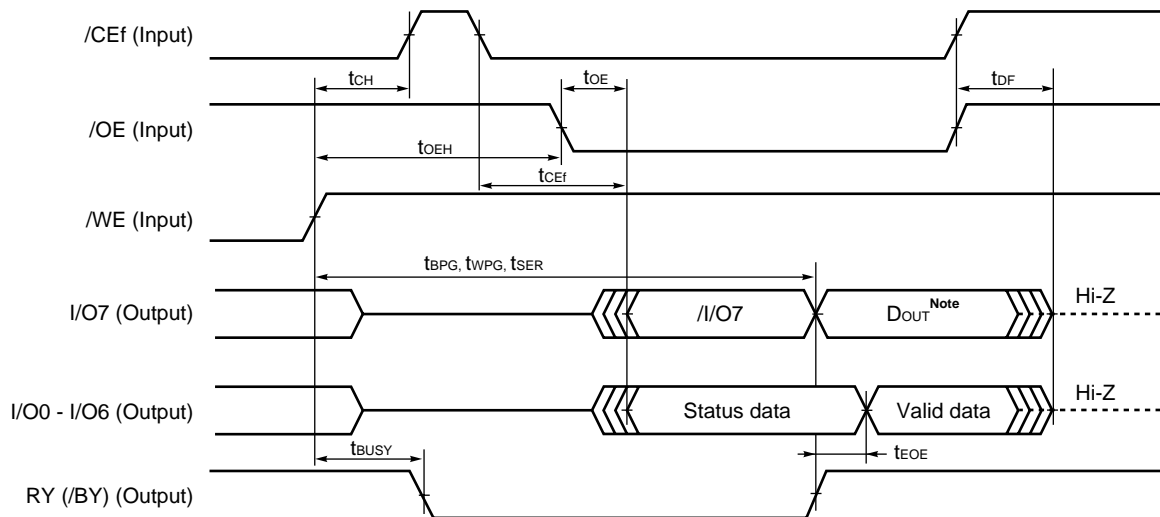 /CEf (Input)
tCH
tOE
tDF
/OE (Input)
tOEH
tCEf
/WE (Input)
tBPG, tWPG, tSER
I/O7 (Output)
/I/O7
DOUT Note
Hi-Z
I/O0 - I/O6 (Output)
Status data
Valid data
Hi-Z
tBUSY
tEOE
RY (/BY) (Output)